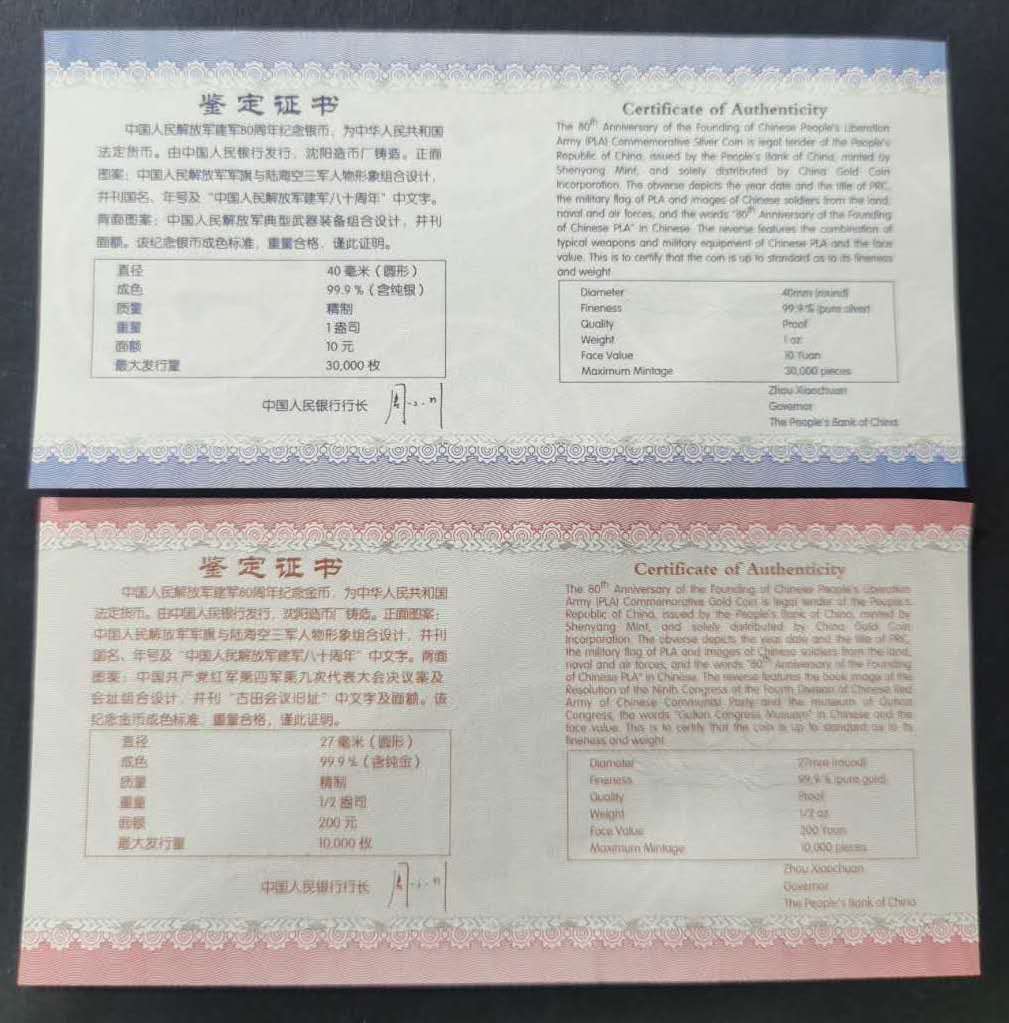 鉴定证书
中国人民解放军建军80周年纪念银币，为中华人民共和国
法定货币。由中国人民银行发行，沈阳造币厂铸造。正面
图案：中国人民解放军军旗与陆海空三军人物形象组合设计，
并刊国名、年号及“中国人民解放军建军八十周年”中文字。
背面图案：中国人民解放军典型武器装备组合设计，并刊
面额。该纪念银币成色标准，重量合格，谨此证明。
直径 40毫米（圆形）
成色 99.9%（含纯银）
质量 精制
重量 1盎司
面额 10元
最大发行量 30,000枚
中国人民银行行长
Certificate of Authenticity
The 80th Anniversary of the Founding of Chinese People's Liberation
Army (PLA) Commemorative Silver Coin is legal tender of the People's
Republic of China, issued by the People's Bank of China, minted by
Shenyang Mint, and solely distributed by China Gold Coin
Incorporation. The obverse depicts the year date and the title of PRC,
the military flag of PLA and images of Chinese soldiers from the land,
naval and air forces, and the words "80th Anniversary of the Founding
of Chinese PLA" in Chinese. The reverse features the combination of
typical weapons and military equipment of Chinese PLA and the face
value. This is to certify that the coin is up to standard as to its fineness
and weight.
Diameter 40mm (round)
Fineness 99.9% (pure silver)
Quality Proof
Weight 1 oz
Face Value 10 Yuan
Maximum Mintage 30,000 pieces
Zhou Xiaochuan
Governor
The People's Bank of China
鉴定证书
中国人民解放军建军80周年纪念金币，为中华人民共和国
法定货币。由中国人民银行发行，沈阳造币厂铸造。正面图案：
中国人民解放军军旗与陆海空三军人物形象组合设计，并刊
国名、年号及“中国人民解放军建军八十周年”中文字。背面
图案：中国共产党红军第四军第九次代表大会决议案及
会址组合设计，并刊“古田会议旧址”中文字及面额。该
纪念金币成色标准，重量合格，谨此证明。
直径 27毫米（圆形）
成色 99.9%（含纯金）
质量 精制
重量 1/2盎司
面额 200元
最大发行量 10,000枚
中国人民银行行长
Certificate of Authenticity
The 80th Anniversary of the Founding of Chinese People's Liberation
Army (PLA) Commemorative Gold Coin is legal tender of the People's
Republic of China, issued by the People's Bank of China, minted by
Shenyang Mint, and solely distributed by China Gold Coin
Incorporation. The obverse depicts the year date and the title of PRC,
the military flag of PLA and images of Chinese soldiers from the land,
naval and air forces, and the words "80th Anniversary of the Founding
of Chinese PLA" in Chinese. The reverse features the book image of the
Resolution of the Ninth Congress of the Fourth Division of Chinese Red
Army of Chinese Communist Party and the museum of Gutian
Congress, the words "Gutian Congress Museum" in Chinese and the
face value. This is to certify that the coin is up to standard as to its
fineness and weight.
Diameter 27mm (round)
Fineness 99.9% (pure gold)
Quality Proof
Weight 1/2 oz
Face Value 200 Yuan
Maximum Mintage 10,000 pieces
Zhou Xiaochuan
Governor
The People's Bank of China